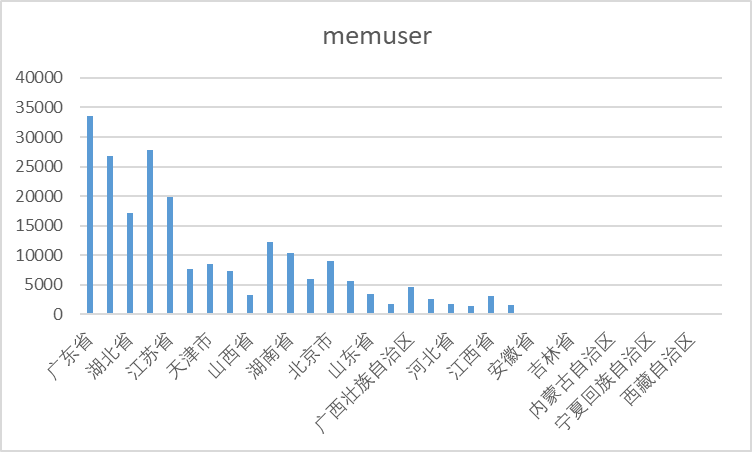 memuser
40000
35000
30000
25000
20000
15000
10000
5000
0
广东省
湖北省
江苏省
天津市
山西省
湖南省
北京市
山东省
广西壮族自治区
河北省
江西省
安徽省
吉林省
内蒙古自治区
宁夏回族自治区
西藏自治区